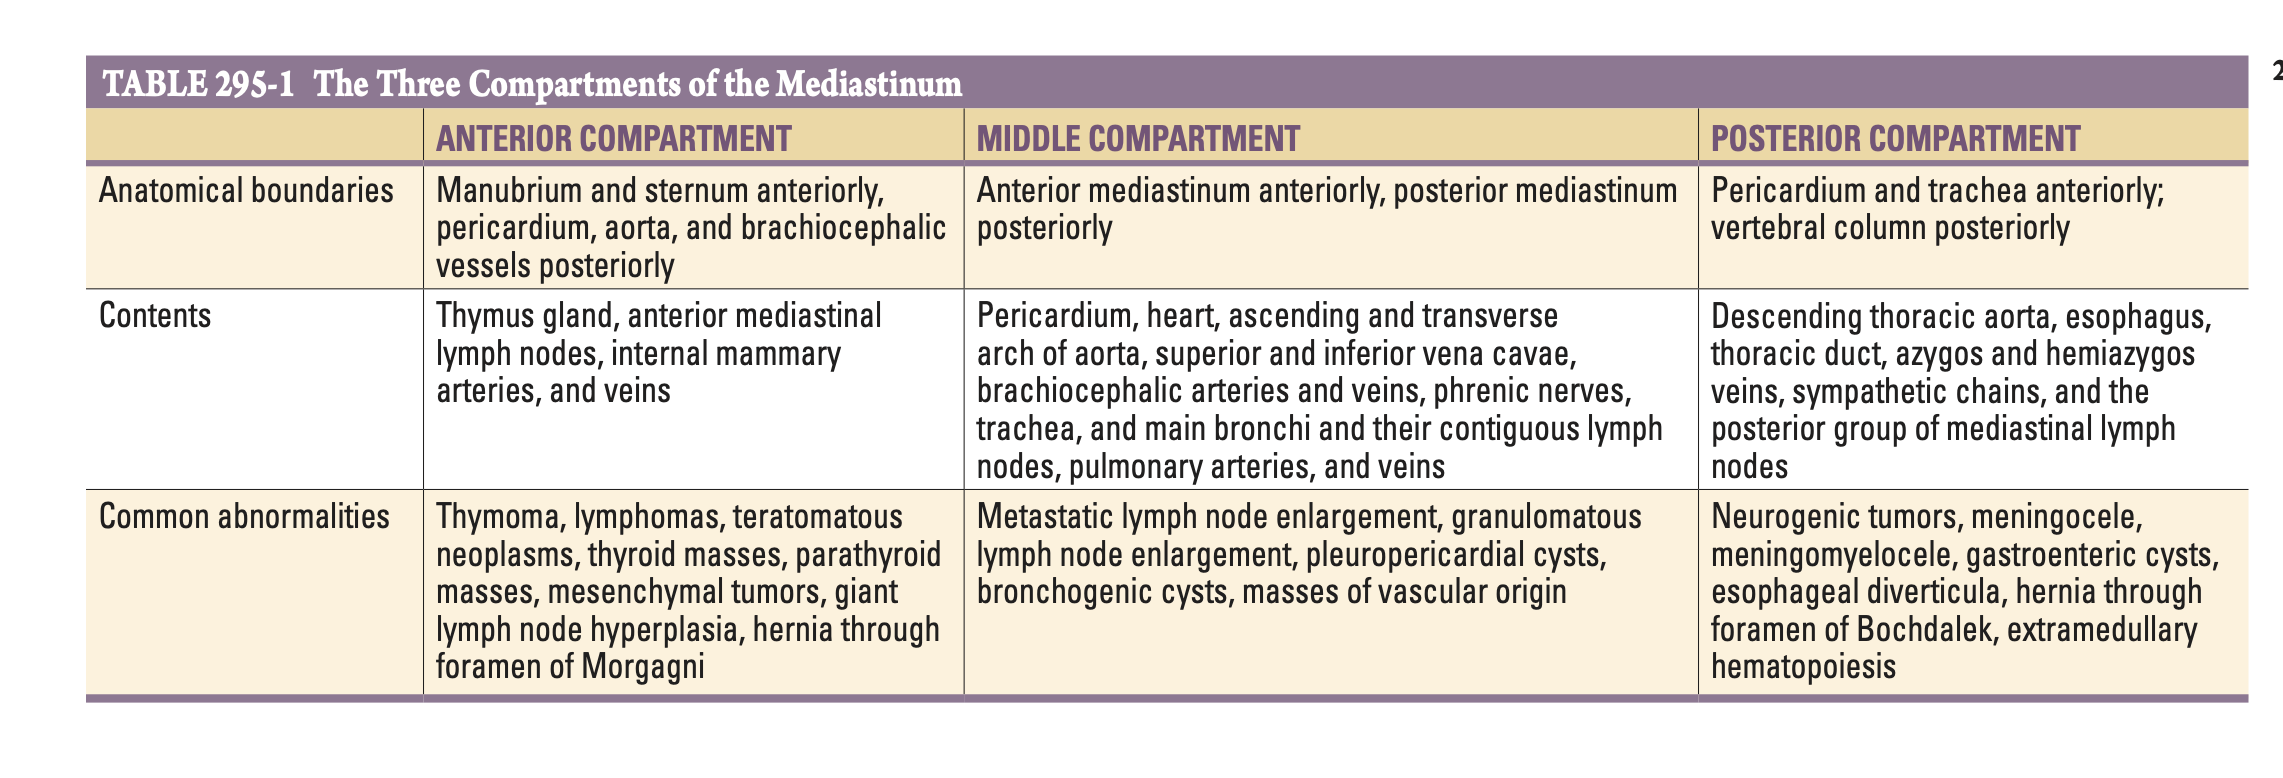 TABLE 295-1 The Three Compartments of the Mediastinum
2
ANTERIOR COMPARTMENT
MIDDLE COMPARTMENT
POSTERIOR COMPARTMENT
Anatomical boundaries
Manubrium and sternum anteriorly,
pericardium, aorta, and brachiocephalic
vessels posteriorly
Anterior mediastinum anteriorly, posterior mediastinum
posteriorly
Pericardium and trachea anteriorly;
vertebral column posteriorly
Contents
Thymus gland, anterior mediastinal
lymph nodes, internal mammary
arteries, and veins
Pericardium, heart, ascending and transverse
arch of aorta, superior and inferior vena cavae,
brachiocephalic arteries and veins, phrenic nerves,
trachea, and main bronchi and their contiguous lymph
nodes, pulmonary arteries, and veins
Descending thoracic aorta, esophagus,
thoracic duct, azygos and hemiazygos
veins, sympathetic chains, and the
posterior group of mediastinal lymph
nodes
Common abnormalities
Thymoma, lymphomas, teratomatous
neoplasms, thyroid masses, parathyroid
masses, mesenchymal tumors, giant
lymph node hyperplasia, hernia through
foramen of Morgagni
Metastatic lymph node enlargement, granulomatous
lymph node enlargement, pleuropericardial cysts,
bronchogenic cysts, masses of vascular origin
Neurogenic tumors, meningocele,
meningomyelocele, gastroenteric cysts,
esophageal diverticula, hernia through
foramen of Bochdalek, extramedullary
hematopoiesis